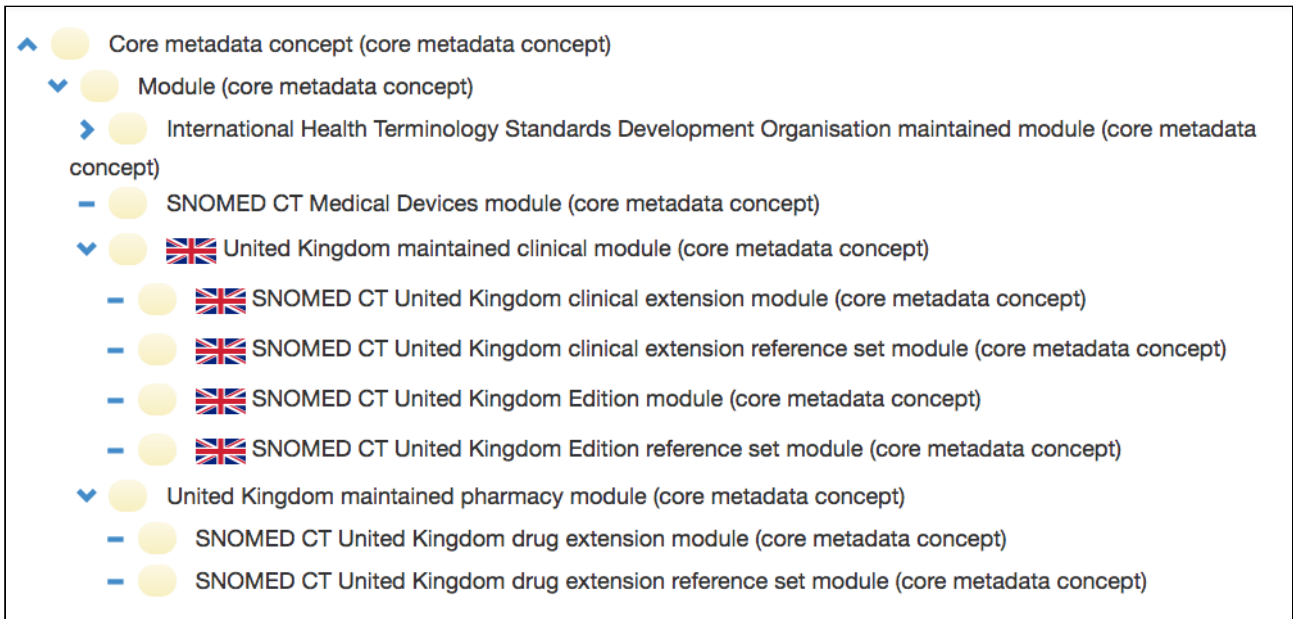 Core metadata concept (core metadata concept)
Module (core metadata concept)
International Health Terminology Standards Development Organisation maintained module (core metadata
concept)
SNOMED CT Medical Devices module (core metadata concept)
United Kingdom maintained clinical module (core metadata concept)
SNOMED CT United Kingdom clinical extension module (core metadata concept)
SNOMED CT United Kingdom clinical extension reference set module (core metadata concept)
SNOMED CT United Kingdom Edition module (core metadata concept)
SNOMED CT United Kingdom Edition reference set module (core metadata concept)
United Kingdom maintained pharmacy module (core metadata concept)
SNOMED CT United Kingdom drug extension module (core metadata concept)
SNOMED CT United Kingdom drug extension reference set module (core metadata concept)